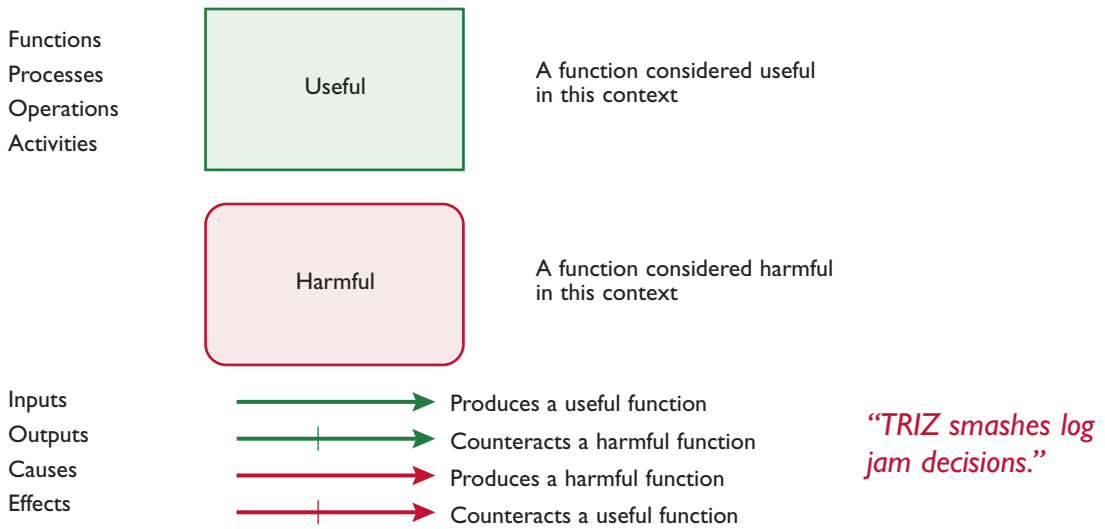 Functions
Processes
Operations
Activities
Useful
A function considered useful
in this context
Harmful
A function considered harmful
in this context
Inputs
Outputs
Causes
Effects
Produces a useful function
Counteracts a harmful function
Produces a harmful function
Counteracts a useful function
“TRIZ smashes log
jam decisions.”